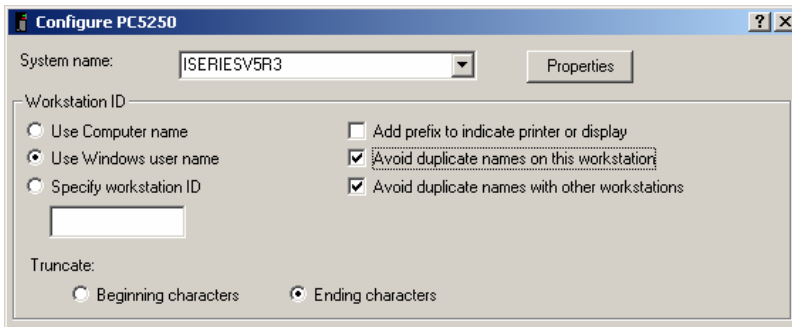 Configure PC5250
System name: ISERIESV5R3 Properties
Workstation ID
Use Computer name Add prefix to indicate printer or display
Use Windows user name Avoid duplicate names on this workstation
Specify workstation ID Avoid duplicate names with other workstations
Truncate:
Beginning characters Ending characters